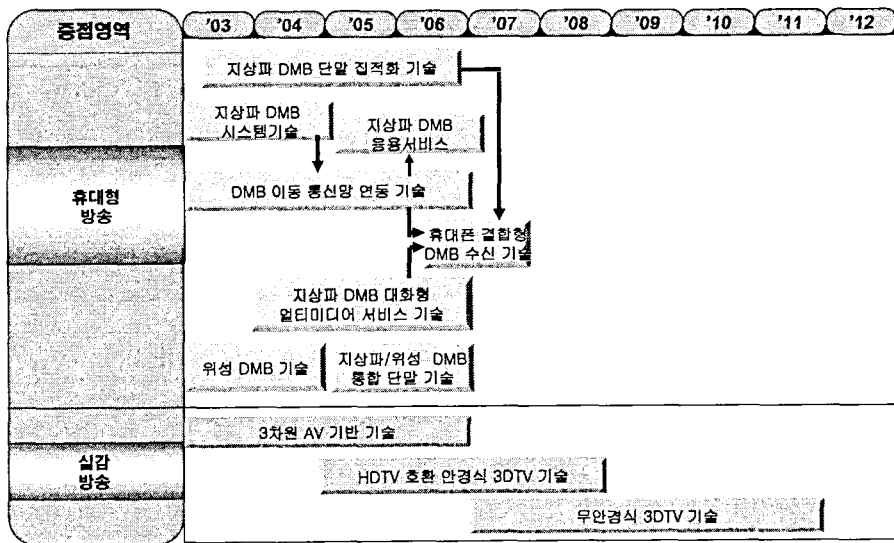 중점영역 '03 '04 '05 '06 '07 '08 '09 '10 '11 '12
지상파 DMB 단말 집적화 기술
지상파 DMB
시스템기술
지상파 DMB
응용서비스
휴대형
방송
DMB 이동 통신망 연동 기술
휴대폰 결합형
DMB 수신 기술
지상파 DMB 대화형
멀티미디어 서비스 기술
위성 DMB 기술
지상파/위성 DMB
통합 단말 기술
3차원 AV 기반 기술
실감
방송
HDTV 호환 안경식 3DTV 기술
무안경식 3DTV 기술